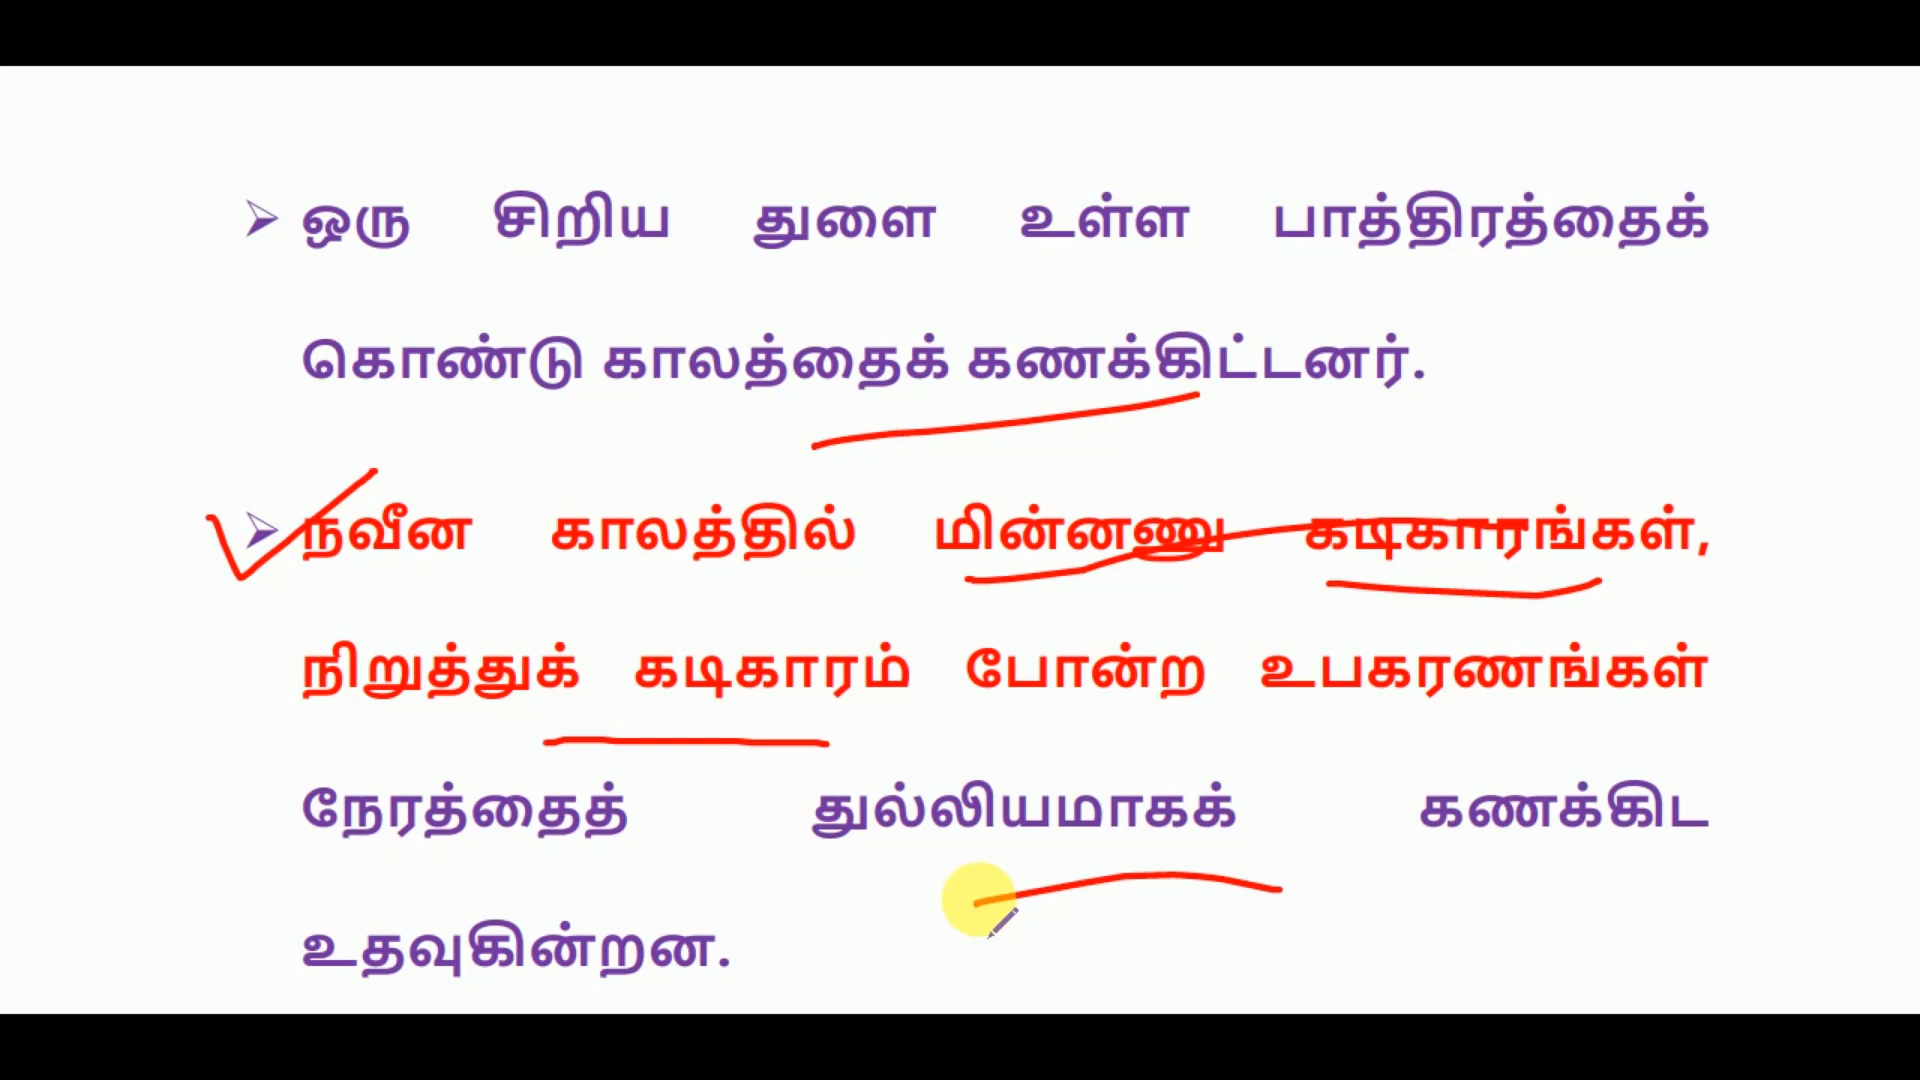 ➢ ஒரு சிறிய துளை உள்ள பாத்திரத்தைக்
கொண்டு காலத்தைக் கணக்கிட்டனர்.
➢ நவீன காலத்தில் மின்னணு கடிகாரங்கள்,
நிறுத்துக் கடிகாரம் போன்ற உபகரணங்கள்
நேரத்தைத் துல்லியமாகக் கணக்கிட
உதவுகின்றன.